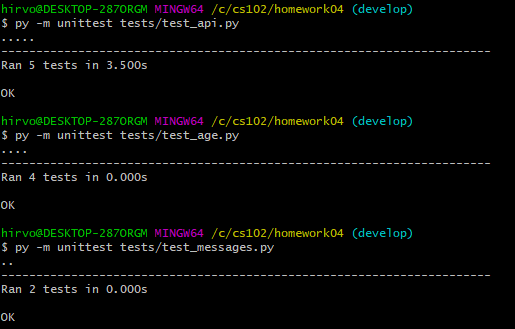 hirvo@DESKTOP-287ORGM MINGW64 /c/cs102/homework04 (develop)
$ py -m unittest tests/test_api.py
.....
----------------------------------------------------------------------
Ran 5 tests in 3.500s
OK
hirvo@DESKTOP-287ORGM MINGW64 /c/cs102/homework04 (develop)
$ py -m unittest tests/test_age.py
....
----------------------------------------------------------------------
Ran 4 tests in 0.000s
OK
hirvo@DESKTOP-287ORGM MINGW64 /c/cs102/homework04 (develop)
$ py -m unittest tests/test_messages.py
..
----------------------------------------------------------------------
Ran 2 tests in 0.000s
OK